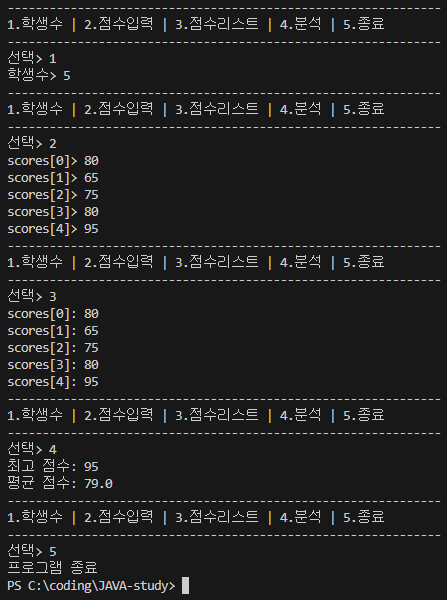 --------------------------------------------------------
1.학생수 | 2.점수입력 | 3.점수리스트 | 4.분석 | 5.종료
--------------------------------------------------------
선택> 1
학생수> 5
--------------------------------------------------------
1.학생수 | 2.점수입력 | 3.점수리스트 | 4.분석 | 5.종료
--------------------------------------------------------
선택> 2
scores[0]> 80
scores[1]> 65
scores[2]> 75
scores[3]> 80
scores[4]> 95
--------------------------------------------------------
1.학생수 | 2.점수입력 | 3.점수리스트 | 4.분석 | 5.종료
--------------------------------------------------------
선택> 3
scores[0]: 80
scores[1]: 65
scores[2]: 75
scores[3]: 80
scores[4]: 95
--------------------------------------------------------
1.학생수 | 2.점수입력 | 3.점수리스트 | 4.분석 | 5.종료
--------------------------------------------------------
선택> 4
최고 점수: 95
평균 점수: 79.0
--------------------------------------------------------
1.학생수 | 2.점수입력 | 3.점수리스트 | 4.분석 | 5.종료
--------------------------------------------------------
선택> 5
프로그램 종료
PS C:\coding\JAVA-study>